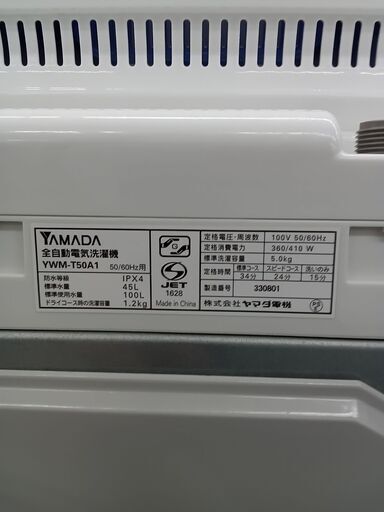 YAMADA
全自動電気洗濯機
YWM-T50A1 50/60Hz用
防水等級 IPX4
標準水量 45L
標準使用水量 100L
ドライコース時の洗濯容量 1.2kg
G
JET
1628
Made in China
定格電圧・周波数 100V 50/60Hz
定格消費電力 360/410 W
標準洗濯容量 5.0kg
定格時間 標準コース スピードコース 洗いのみ
34分 24分 15分
製造番号 330801
株式会社 ヤマダ電機
PS
E